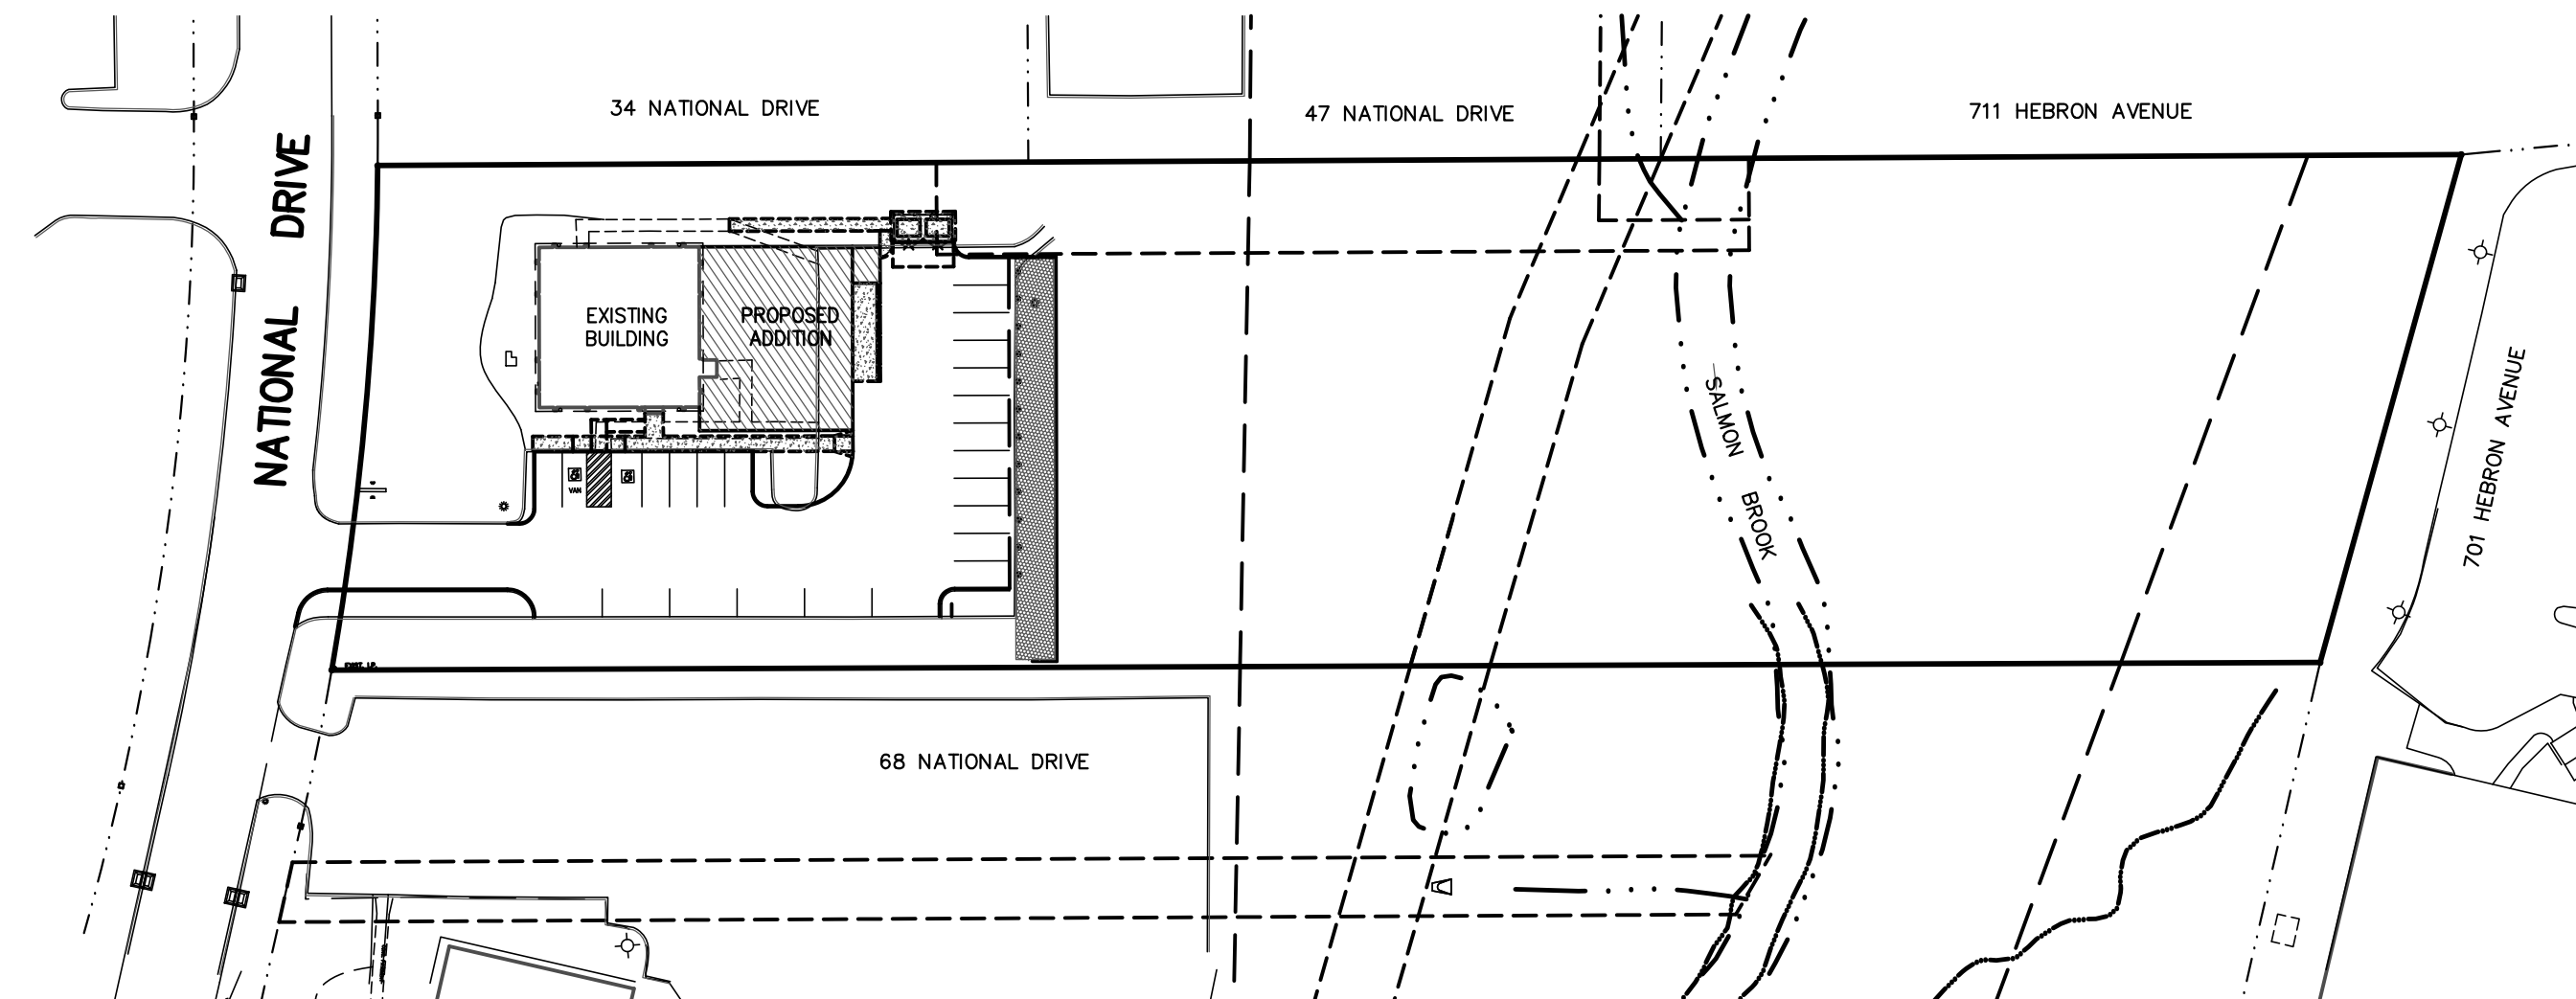 34 NATIONAL DRIVE
47 NATIONAL DRIVE
711 HEBRON AVENUE
NATIONAL DRIVE
EXISTING
BUILDING
PROPOSED
ADDITION
SALMON
BROOK
701 HEBRON AVENUE
VAN
EXIST. I.P.
68 NATIONAL DRIVE